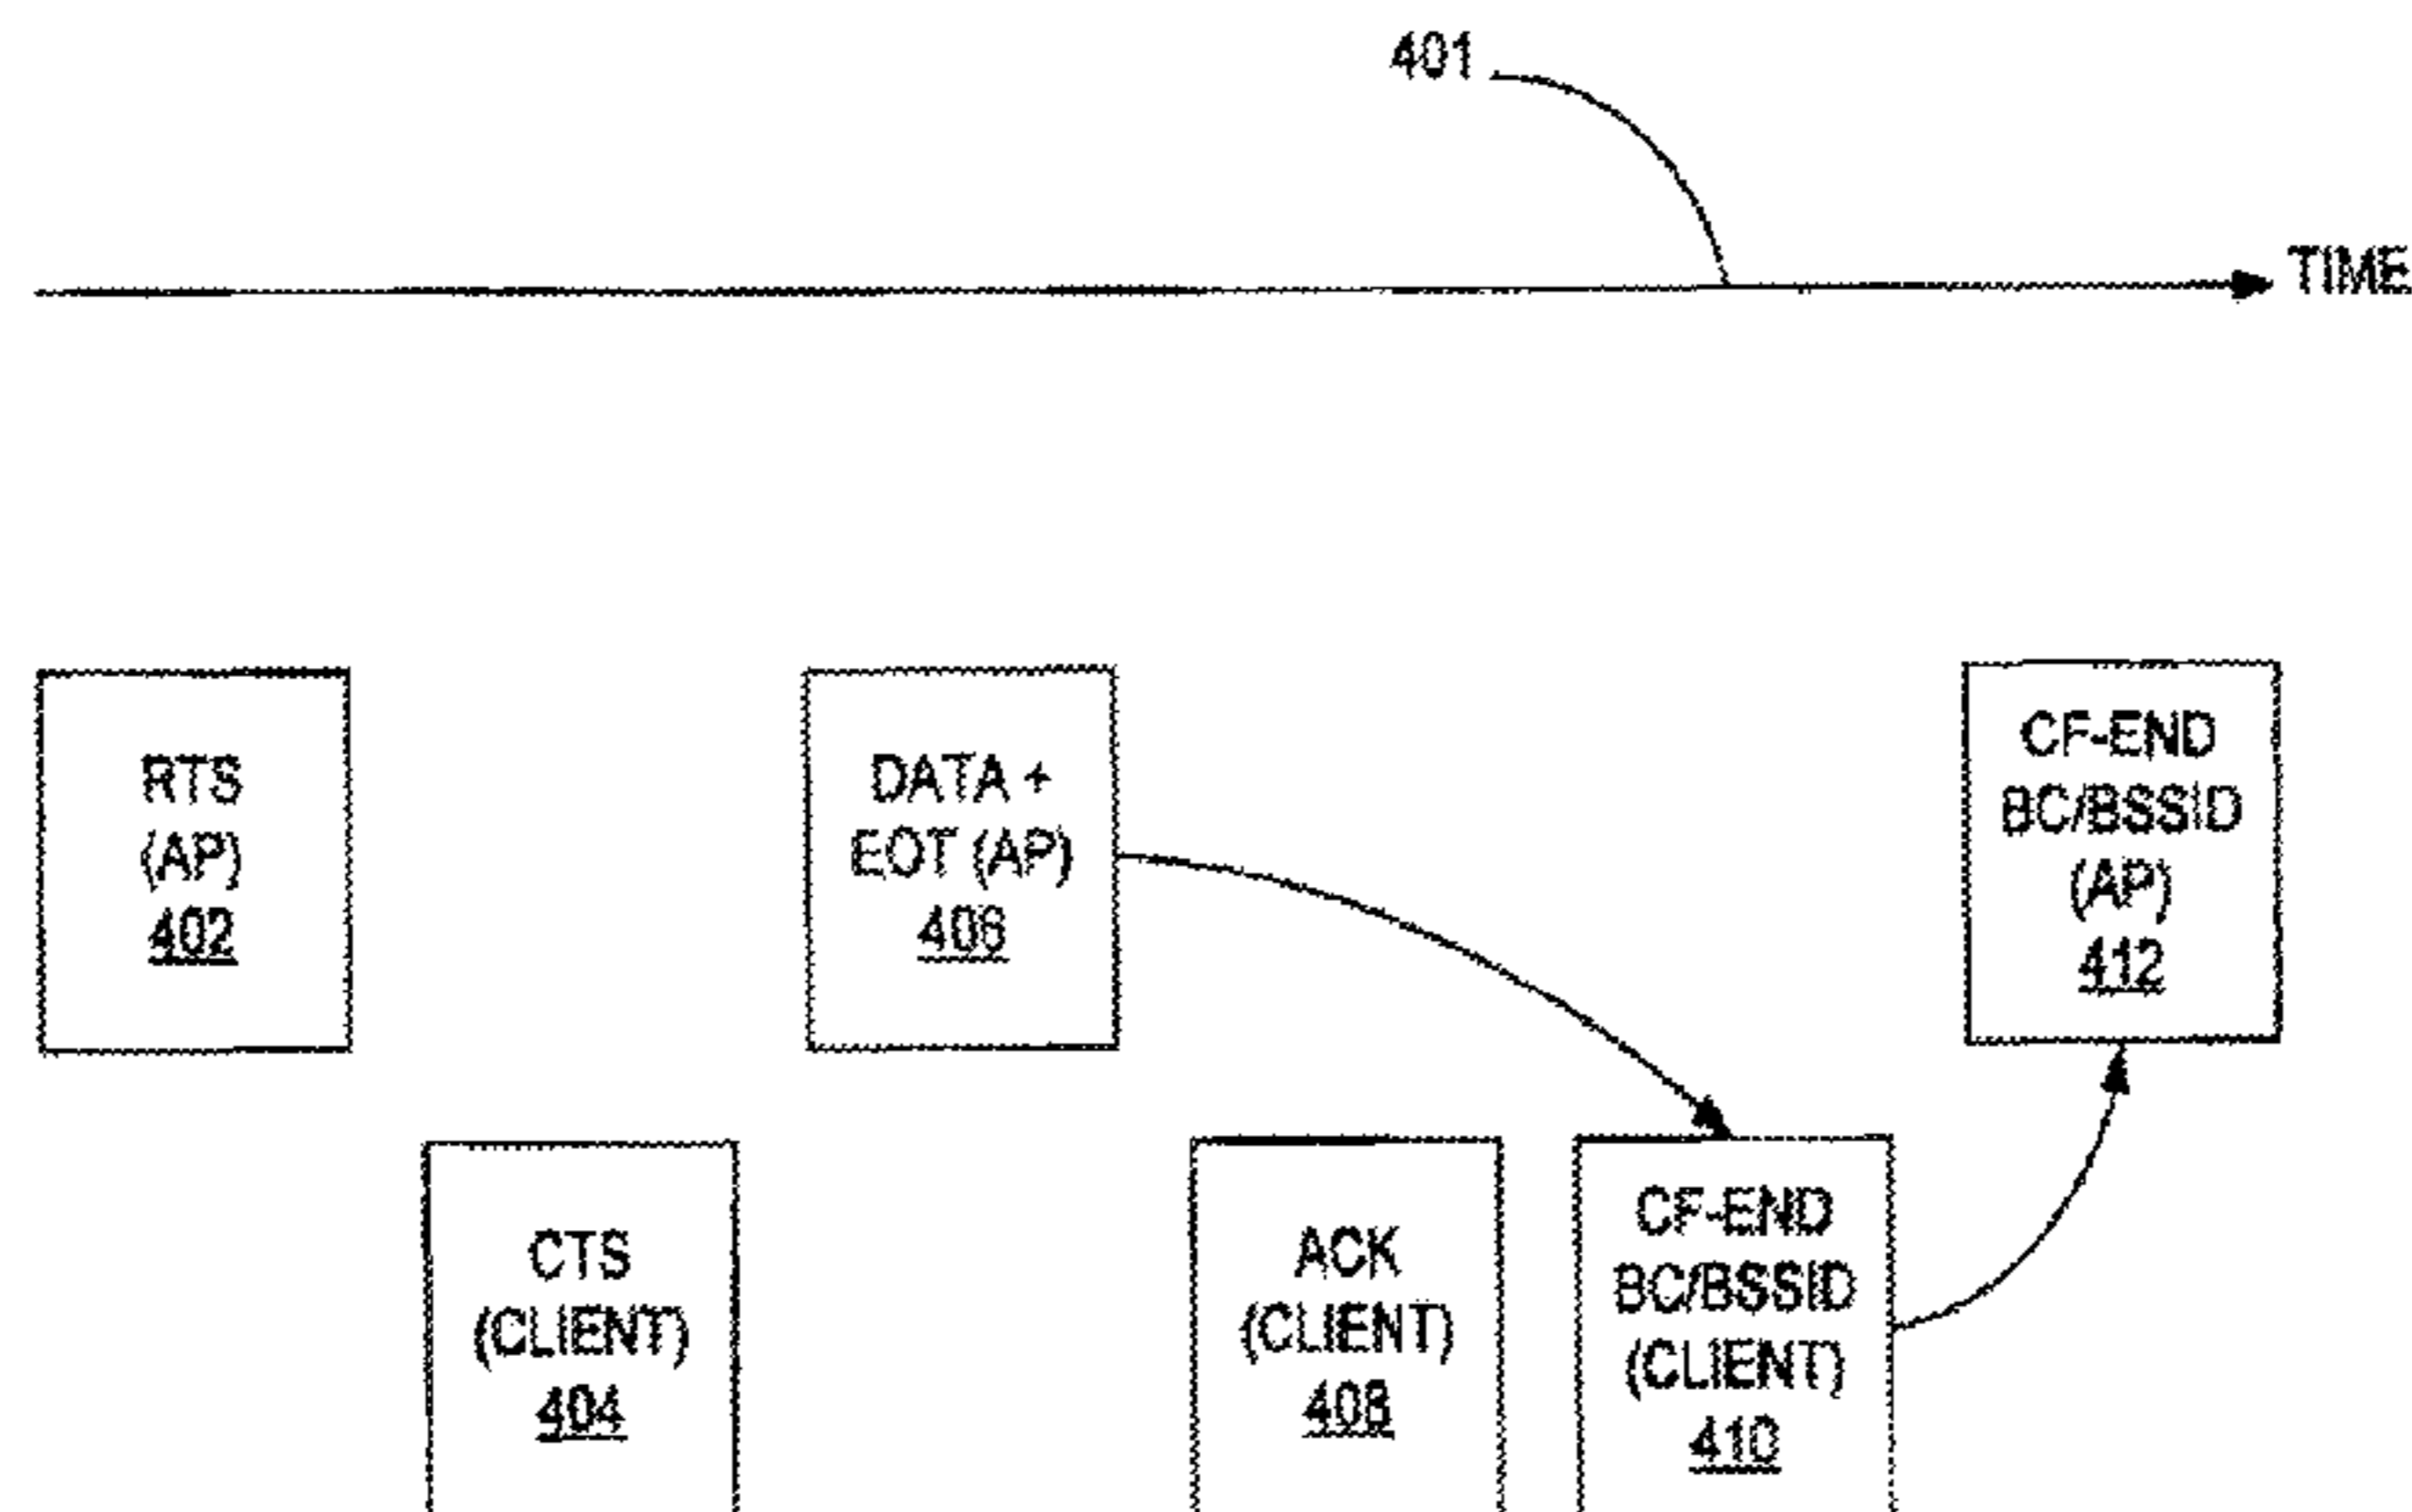 401
TIME
RTS
(AP)
402
DATA +
EOT (AP)
406
CF-END
BC/BSSID
(AP)
412
CTS
(CLIENT)
404
ACK
(CLIENT)
408
CF-END
BC/BSSID
(CLIENT)
410